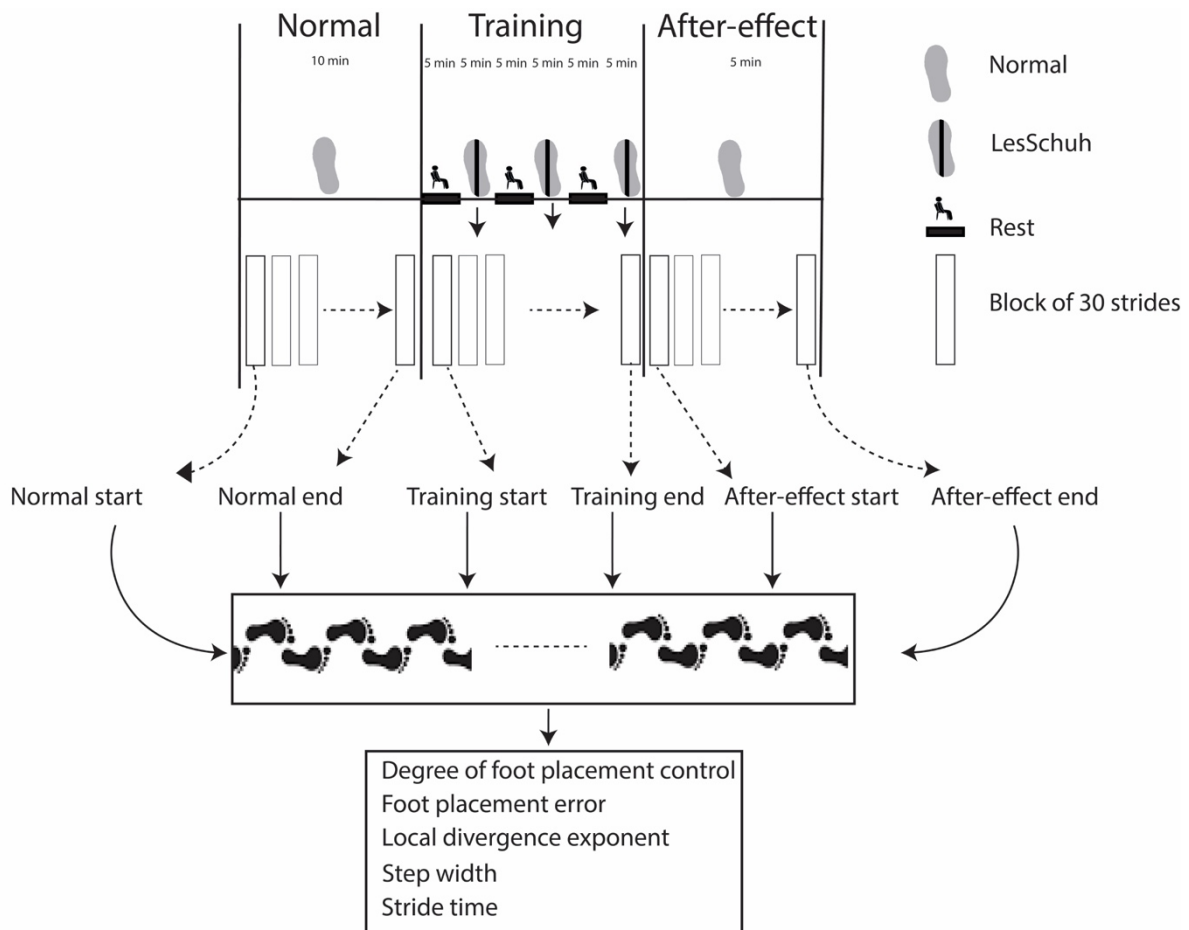 Normal
Training
After-effect
10 min
5 min 5 min 5 min 5 min 5 min 5 min
5 min
Normal
LesSchuh
Rest
Block of 30 strides
Normal start
Normal end
Training start
Training end
After-effect start
After-effect end
Degree of foot placement control
Foot placement error
Local divergence exponent
Step width
Stride time